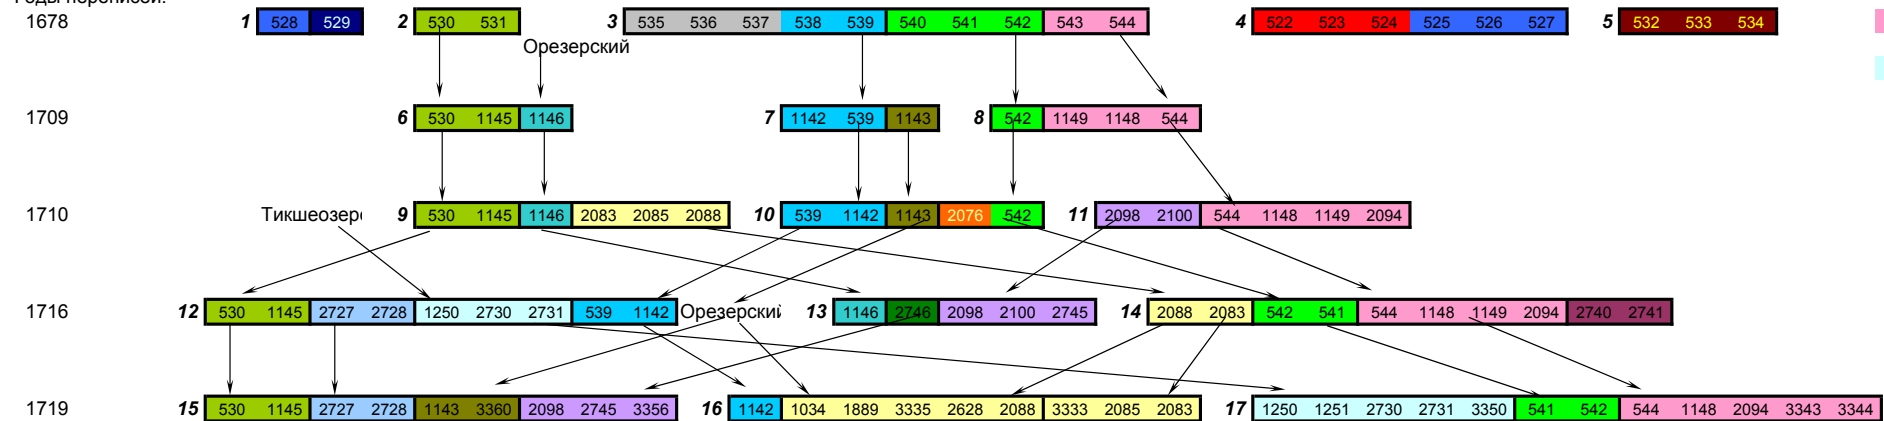 Годы переписей:
1678 1 528 529 2 530 531 3 535 536 537 538 539 540 541 542 543 544 4 522 523 524 525 526 527 5 532 533 534
Орезерский
1709 6 530 1145 1146 7 1142 539 1143 8 542 1149 1148 544
1710 Тикшеозер 9 530 1145 1146 2083 2085 2088 10 539 1142 1143 2076 542 11 2098 2100 544 1148 1149 2094
1716 12 530 1145 2727 2728 1250 2730 2731 539 1142 Орезерский 13 1146 2746 2098 2100 2745 14 2088 2083 542 541 544 1148 1149 2094 2740 2741
1719 15 530 1145 2727 2728 1143 3360 2098 2745 3356 16 1142 1034 1889 3335 2628 2088 3333 2085 2083 17 1250 1251 2730 2731 3350 541 542 544 1148 2094 3343 3344